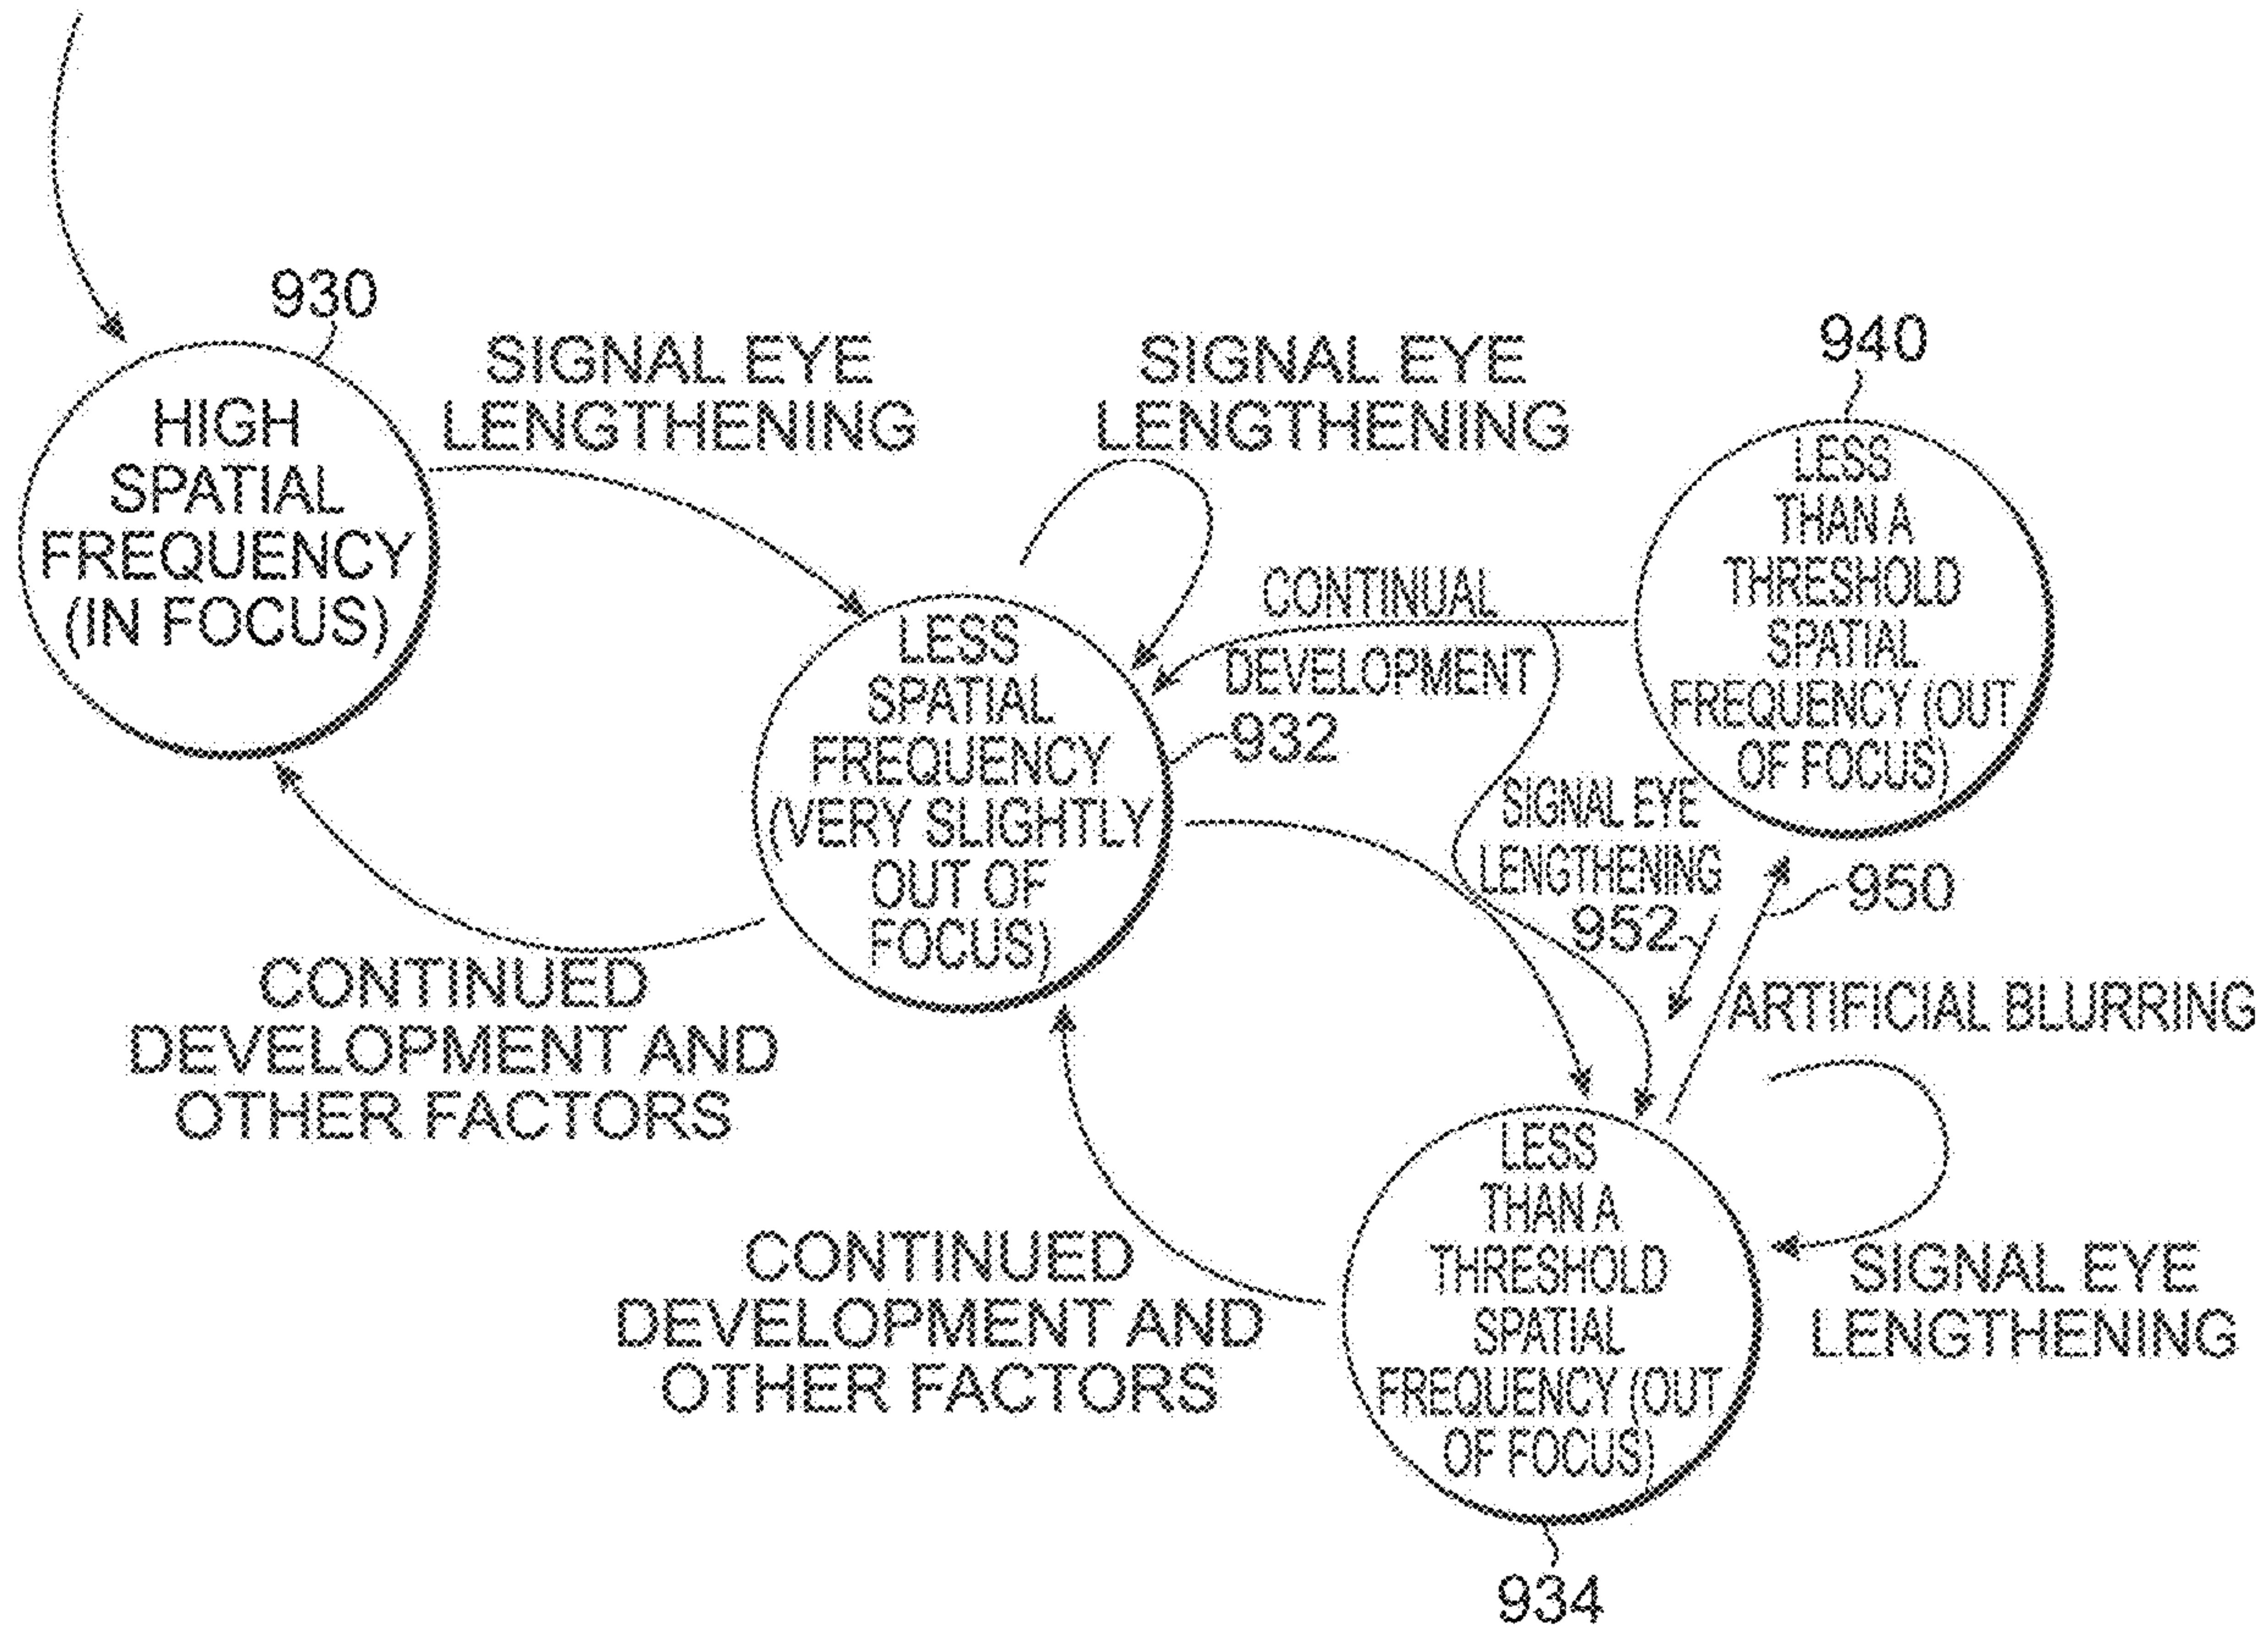 930
HIGH
SPATIAL
FREQUENCY
(IN FOCUS)
SIGNAL EYE
LENGTHENING
SIGNAL EYE
LENGTHENING
940
LESS
THAN A
THRESHOLD
SPATIAL
FREQUENCY (OUT
OF FOCUS)
CONTINUAL
DEVELOPMENT
932
LESS
SPATIAL
FREQUENCY
(VERY SLIGHTLY
OUT OF
FOCUS)
SIGNAL EYE
LENGTHENING
952
950
ARTIFICIAL BLURRING
CONTINUED
DEVELOPMENT AND
OTHER FACTORS
CONTINUED
DEVELOPMENT AND
OTHER FACTORS
LESS
THAN A
THRESHOLD
SPATIAL
FREQUENCY (OUT
OF FOCUS)
SIGNAL EYE
LENGTHENING
934